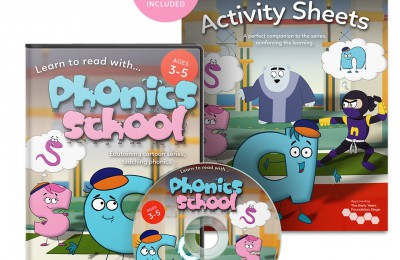 INCLUDED
Activity Sheets
A perfect companion to the series,
reinforcing the learning.
Learn to read with...
AGES
3-5
Phonics
School
Edutaining cartoon series
teaching phonics
Learn to read with...
Phonics
School
AGES
3-5